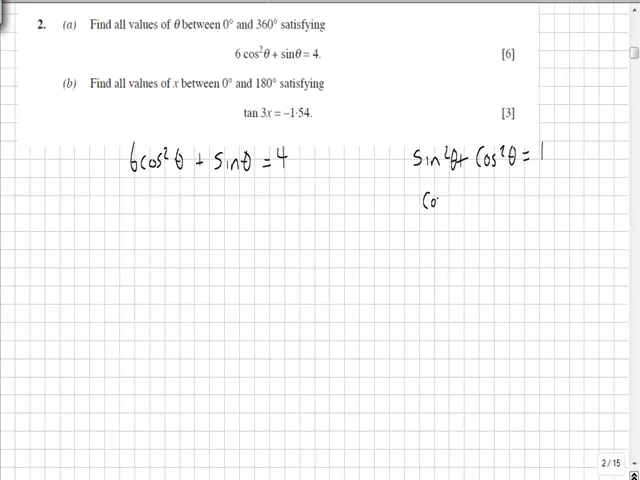 2. (a) Find all values of θ between 0° and 360° satisfying
6 cos²θ + sinθ = 4. [6]
(b) Find all values of x between 0° and 180° satisfying
tan 3x = −1·54. [3]
6cos²θ + sinθ = 4 sin²θ + cos²θ = 1
co
2 / 15